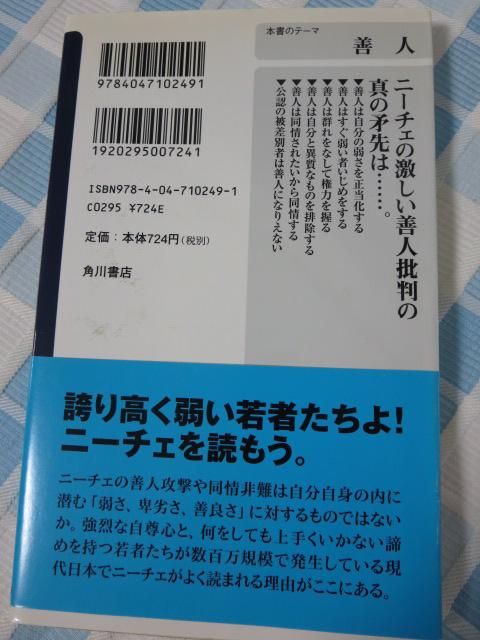 本書のテーマ
善人
ニーチェの激しい善人批判の
真の矛先は……。
▼善人は自分の弱さを正当化する
▼善人はすぐ弱い者いじめをする
▼善人は群れをなして権力を握る
▼善人は自分と異質なものを排除する
▼善人は同情されたいから同情する
▼公認の被差別者は善人になりえない
9784047102491
1920295007241
ISBN978-4-04-710249-1
C0295 ¥724E
定価：本体724円(税別)
角川書店
誇り高く弱い若者たちよ！
ニーチェを読もう。
ニーチェの善人攻撃や同情非難は自分自身の内に
潜む「弱さ、卑劣さ、善良さ」に対するものではない
か。強烈な自尊心と、何をしても上手くいかない諦
めを持つ若者たちが数百万規模で発生している現
代日本でニーチェがよく読まれる理由がここにある。